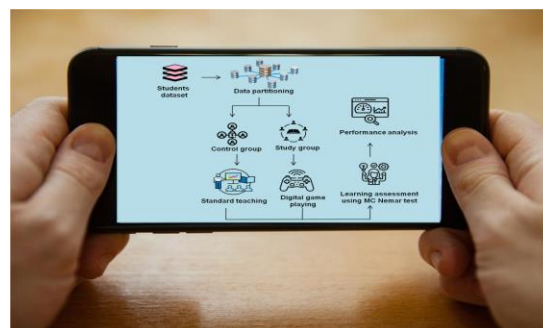 Students
dataset
Data partitioning
Control group
Study group
Performance analysis
Standard teaching
Digital game
playing
Learning assessment
using MC Nemar test